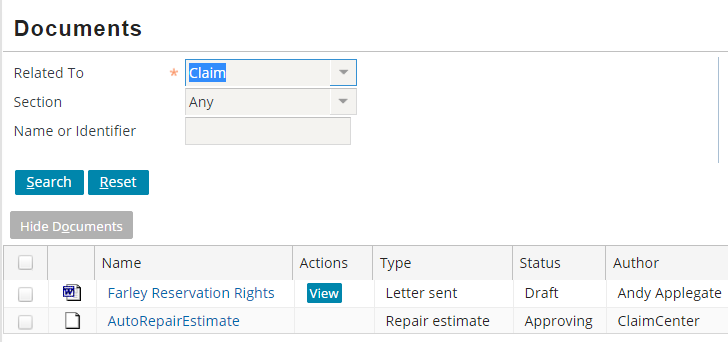 Documents
Related To * Claim
Section Any
Name or Identifier
Search Reset
Hide Documents
Name Actions Type Status Author
Farley Reservation Rights View Letter sent Draft Andy Applegate
AutoRepairEstimate Repair estimate Approving ClaimCenter